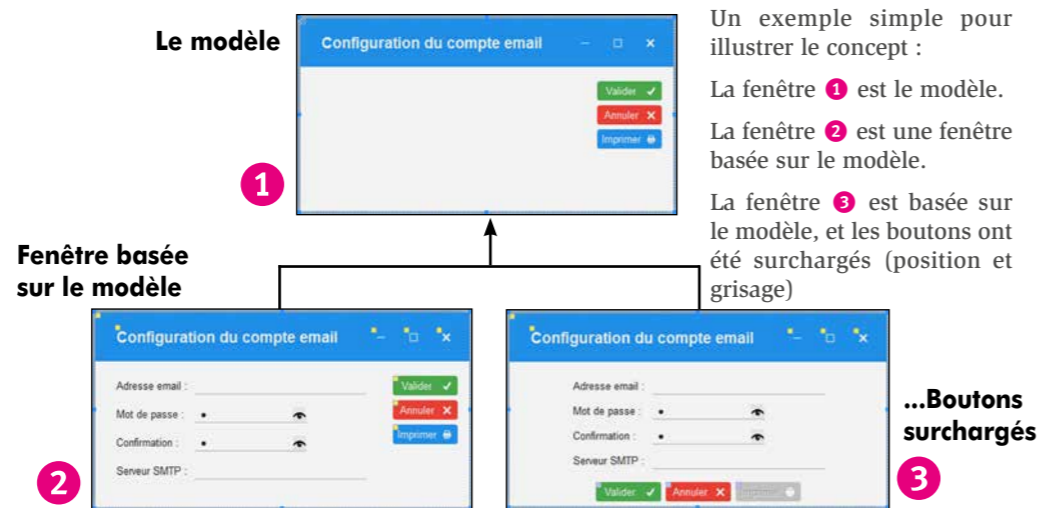 Le modèle
Configuration du compte email
Valider
Annuler
Imprimer
1
Un exemple simple pour
illustrer le concept :
La fenêtre 1 est le modèle.
La fenêtre 2 est une fenêtre
basée sur le modèle.
La fenêtre 3 est basée sur
le modèle, et les boutons ont
été surchargés (position et
grisage)
Fenêtre basée
sur le modèle
Configuration du compte email
Adresse email :
Mot de passe :
Confirmation :
Serveur SMTP :
Valider
Annuler
Imprimer
2
Configuration du compte email
Adresse email :
Mot de passe :
Confirmation :
Serveur SMTP :
Valider
Annuler
...Boutons
surchargés
3